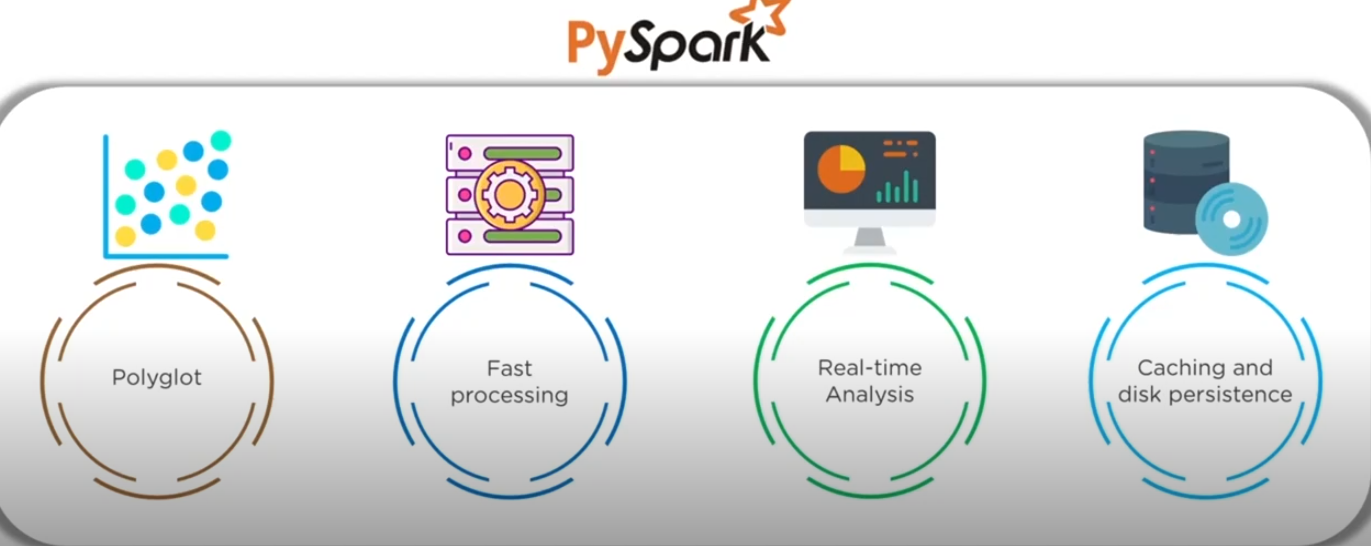 PySpark
Polyglot
Fast
processing
Real-time
Analysis
Caching and
disk persistence